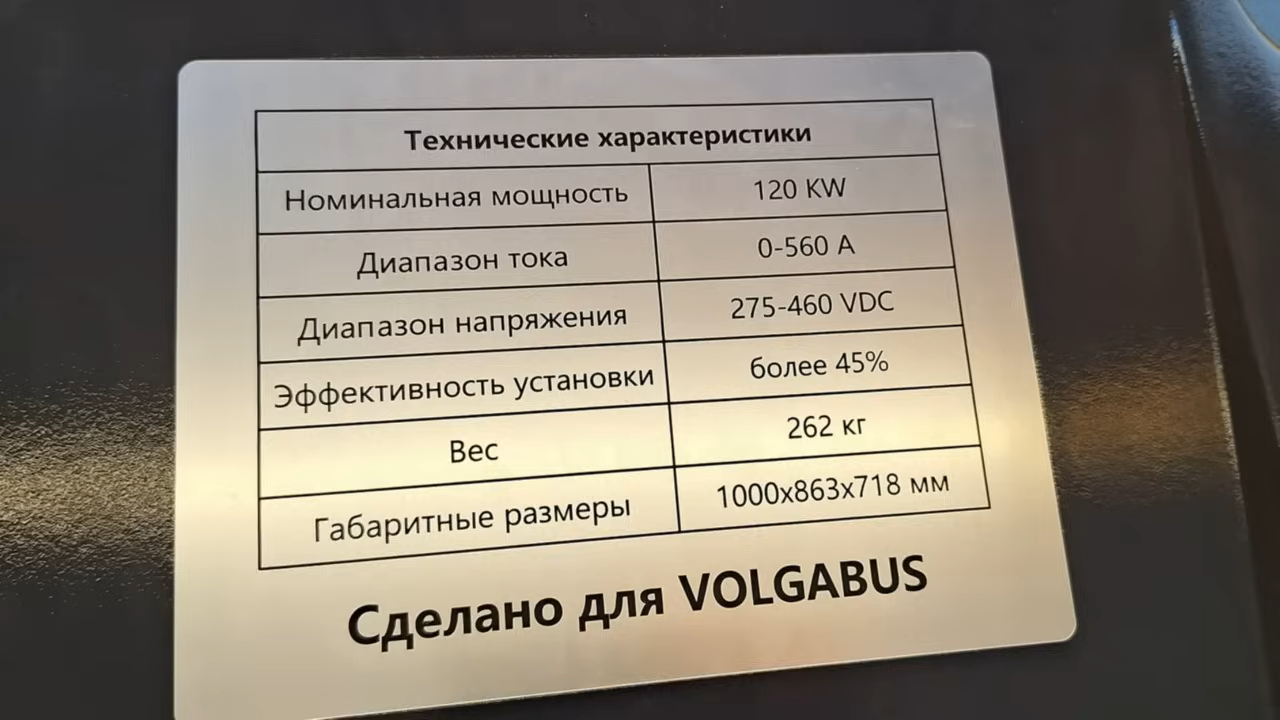 Технические характеристики
Номинальная мощность 120 KW
Диапазон тока 0-560 A
Диапазон напряжения 275-460 VDC
Эффективность установки более 45%
Вес 262 кг
Габаритные размеры 1000x863x718 мм
Сделано для VOLGABUS